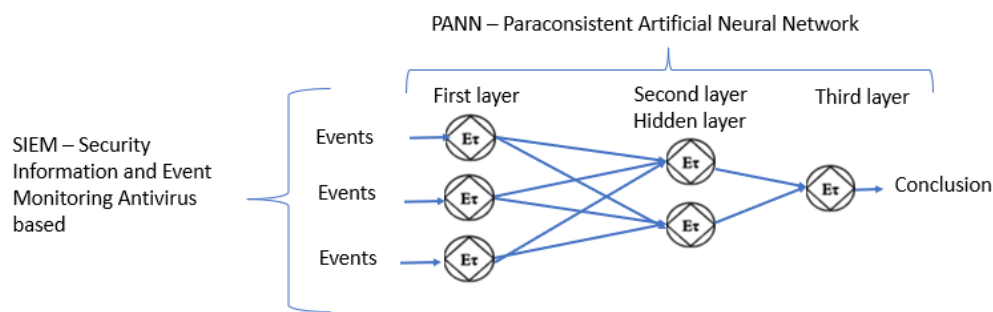 PANN – Paraconsistent Artificial Neural Network
First layer
Second layer
Hidden layer
Third layer
SIEM – Security
Information and Event
Monitoring Antivirus
based
Events
Events
Events
Eτ
Eτ
Eτ
Eτ
Eτ
Eτ
Conclusion